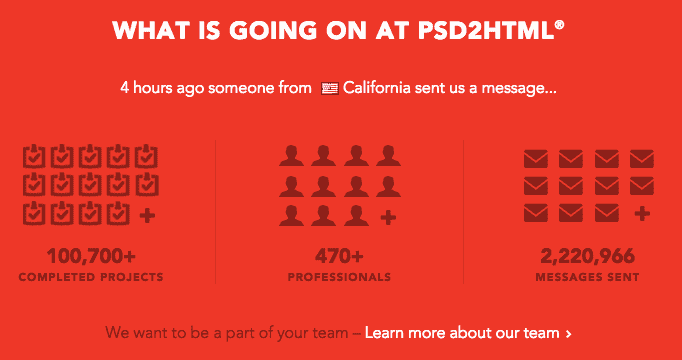 WHAT IS GOING ON AT PSD2HTML®
4 hours ago someone from California sent us a message...
100,700+
COMPLETED PROJECTS
470+
PROFESSIONALS
2,220,966
MESSAGES SENT
We want to be a part of your team – Learn more about our team ›